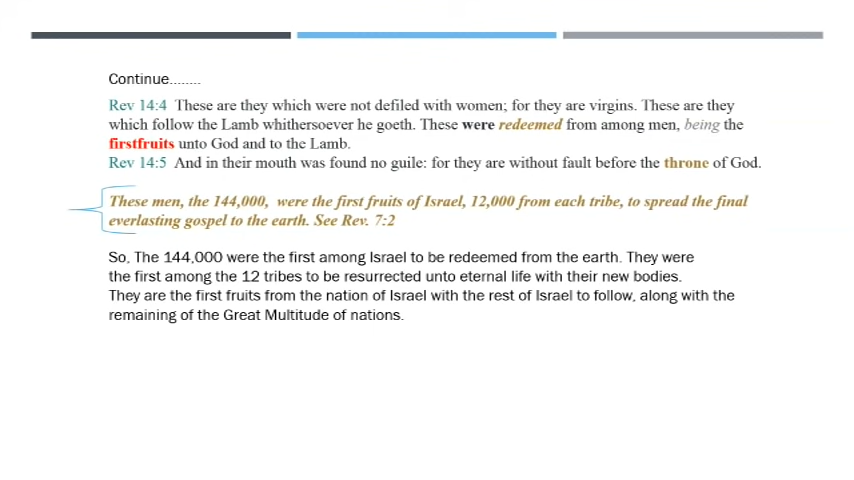 Continue........
Rev 14:4 These are they which were not defiled with women; for they are virgins. These are they
which follow the Lamb whithersoever he goeth. These were redeemed from among men, being the
firstfruits unto God and to the Lamb.
Rev 14:5 And in their mouth was found no guile: for they are without fault before the throne of God.
These men, the 144,000, were the first fruits of Israel, 12,000 from each tribe, to spread the final
everlasting gospel to the earth. See Rev. 7:2
So, The 144,000 were the first among Israel to be redeemed from the earth. They were
the first among the 12 tribes to be resurrected unto eternal life with their new bodies.
They are the first fruits from the nation of Israel with the rest of Israel to follow, along with the
remaining of the Great Multitude of nations.